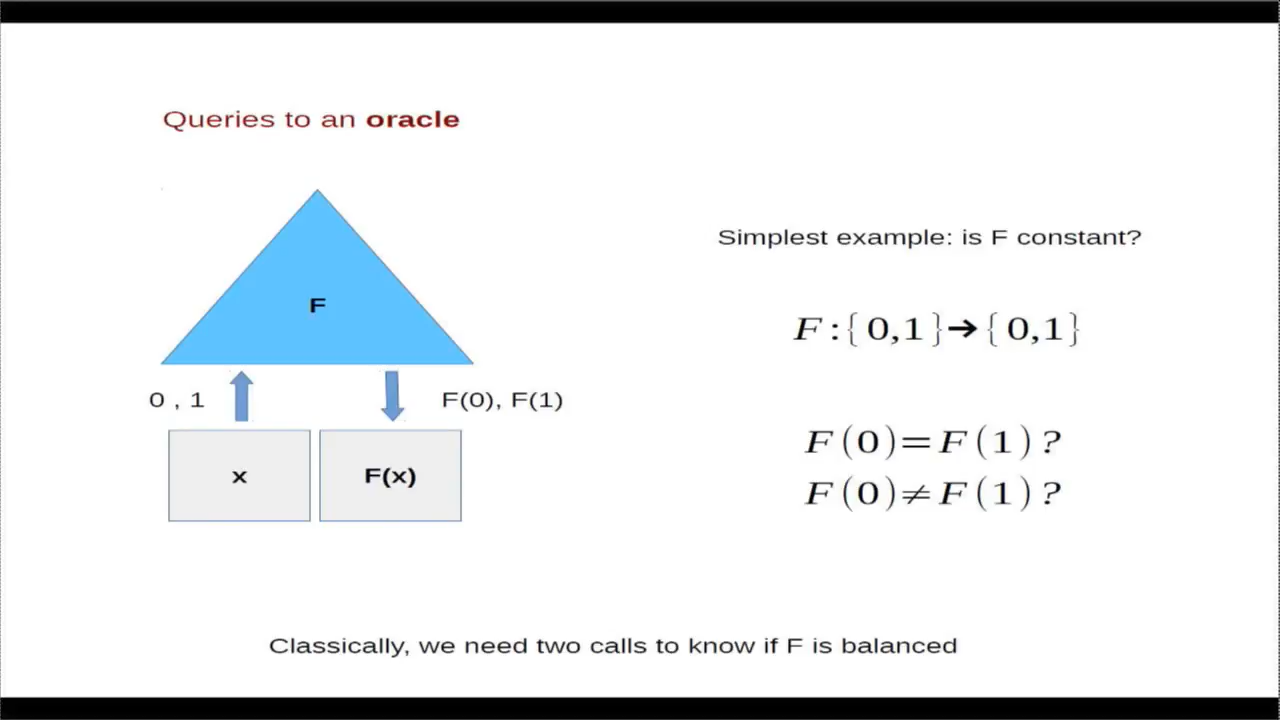 Queries to an oracle
F
0 , 1
F(0), F(1)
x
F(x)
Simplest example: is F constant?
F:{0,1}→{0,1}
F(0)=F(1)?
F(0)≠F(1)?
Classically, we need two calls to know if F is balanced